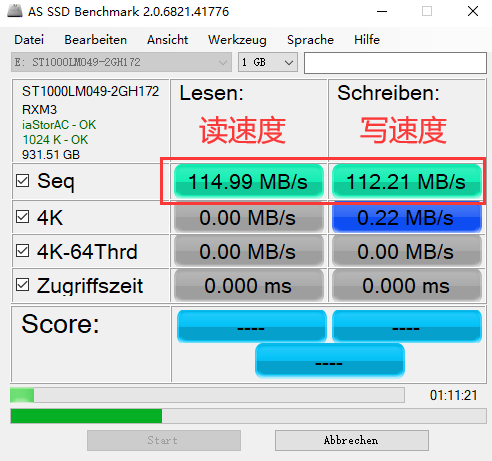 AS SSD Benchmark 2.0.6821.41776
Datei Bearbeiten Ansicht Werkzeug Sprache Hilfe
E: ST1000LM049-2GH172 1 GB
ST1000LM049-2GH172
RXM3
iaStorAC - OK
1024 K - OK
931.51 GB
Lesen: Schreiben:
读速度 写速度
Seq 114.99 MB/s 112.21 MB/s
4K 0.00 MB/s 0.22 MB/s
4K-64Thrd 0.00 MB/s 0.00 MB/s
Zugriffszeit 0.000 ms 0.000 ms
Score: ---- ----
----
01:11:21
Start Abbrechen